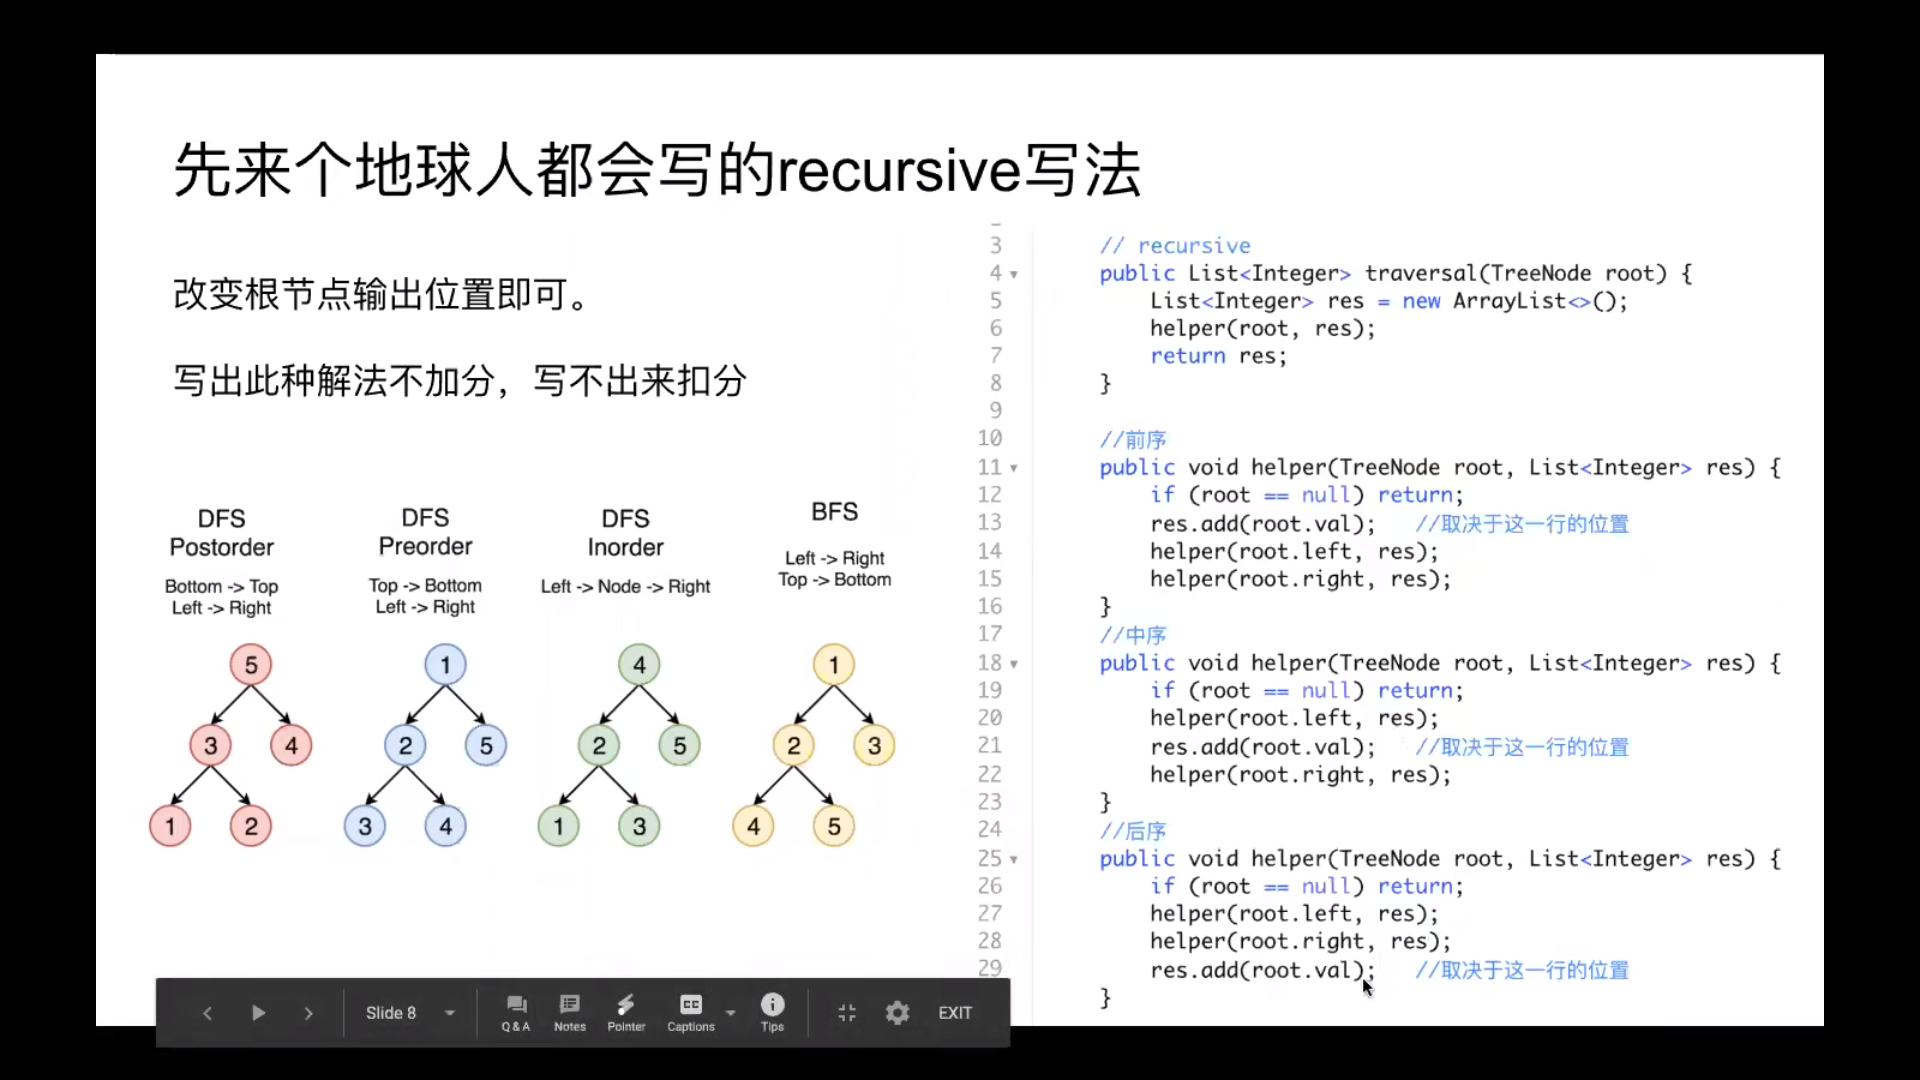 先来个地球人都会写的recursive写法
改变根节点输出位置即可。
写出此种解法不加分，写不出来扣分
DFS
Postorder
Bottom -> Top
Left -> Right
5
3
4
1
2
DFS
Preorder
Top -> Bottom
Left -> Right
1
2
5
3
4
DFS
Inorder
Left -> Node -> Right
4
2
5
1
3
BFS
Left -> Right
Top -> Bottom
1
2
3
4
5
3 // recursive
4 public List<Integer> traversal(TreeNode root) {
5 List<Integer> res = new ArrayList<>();
6 helper(root, res);
7 return res;
8 }
9
10 //前序
11 public void helper(TreeNode root, List<Integer> res) {
12 if (root == null) return;
13 res.add(root.val); //取决于这一行的位置
14 helper(root.left, res);
15 helper(root.right, res);
16 }
17 //中序
18 public void helper(TreeNode root, List<Integer> res) {
19 if (root == null) return;
20 helper(root.left, res);
21 res.add(root.val); //取决于这一行的位置
22 helper(root.right, res);
23 }
24 //后序
25 public void helper(TreeNode root, List<Integer> res) {
26 if (root == null) return;
27 helper(root.left, res);
28 helper(root.right, res);
29 res.add(root.val); //取决于这一行的位置
}
Slide 8
Q & A
Notes
Pointer
CC
Captions
Tips
EXIT